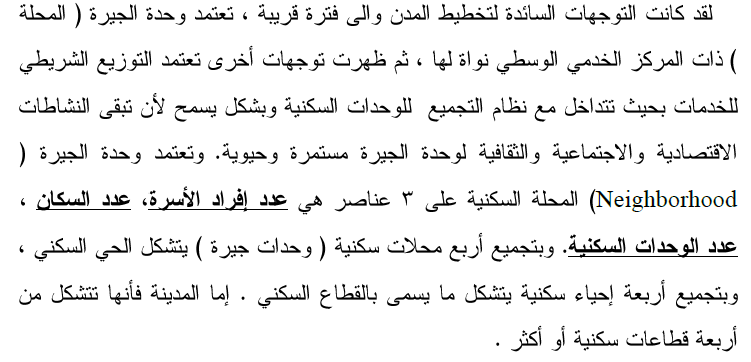 لقد كانت التوجهات السائدة لتخطيط المدن والى فترة قريبة ، تعتمد وحدة الجيرة ( المحلة
) ذات المركز الخدمي الوسطي نواة لها ، ثم ظهرت توجهات أخرى تعتمد التوزيع الشريطي
للخدمات بحيث تتداخل مع نظام التجميع للوحدات السكنية وبشكل يسمح لأن تبقى النشاطات
الاقتصادية والاجتماعية والثقافية لوحدة الجيرة مستمرة وحيوية. وتعتمد وحدة الجيرة (
Neighborhood) المحلة السكنية على ٣ عناصر هي عدد إفراد الأسرة، عدد السكان ،
عدد الوحدات السكنية. وبتجميع أربع محلات سكنية ( وحدات جيرة ) يتشكل الحي السكني ،
وبتجميع أربعة إحياء سكنية يتشكل ما يسمى بالقطاع السكني . إما المدينة فأنها تتشكل من
أربعة قطاعات سكنية أو أكثر .